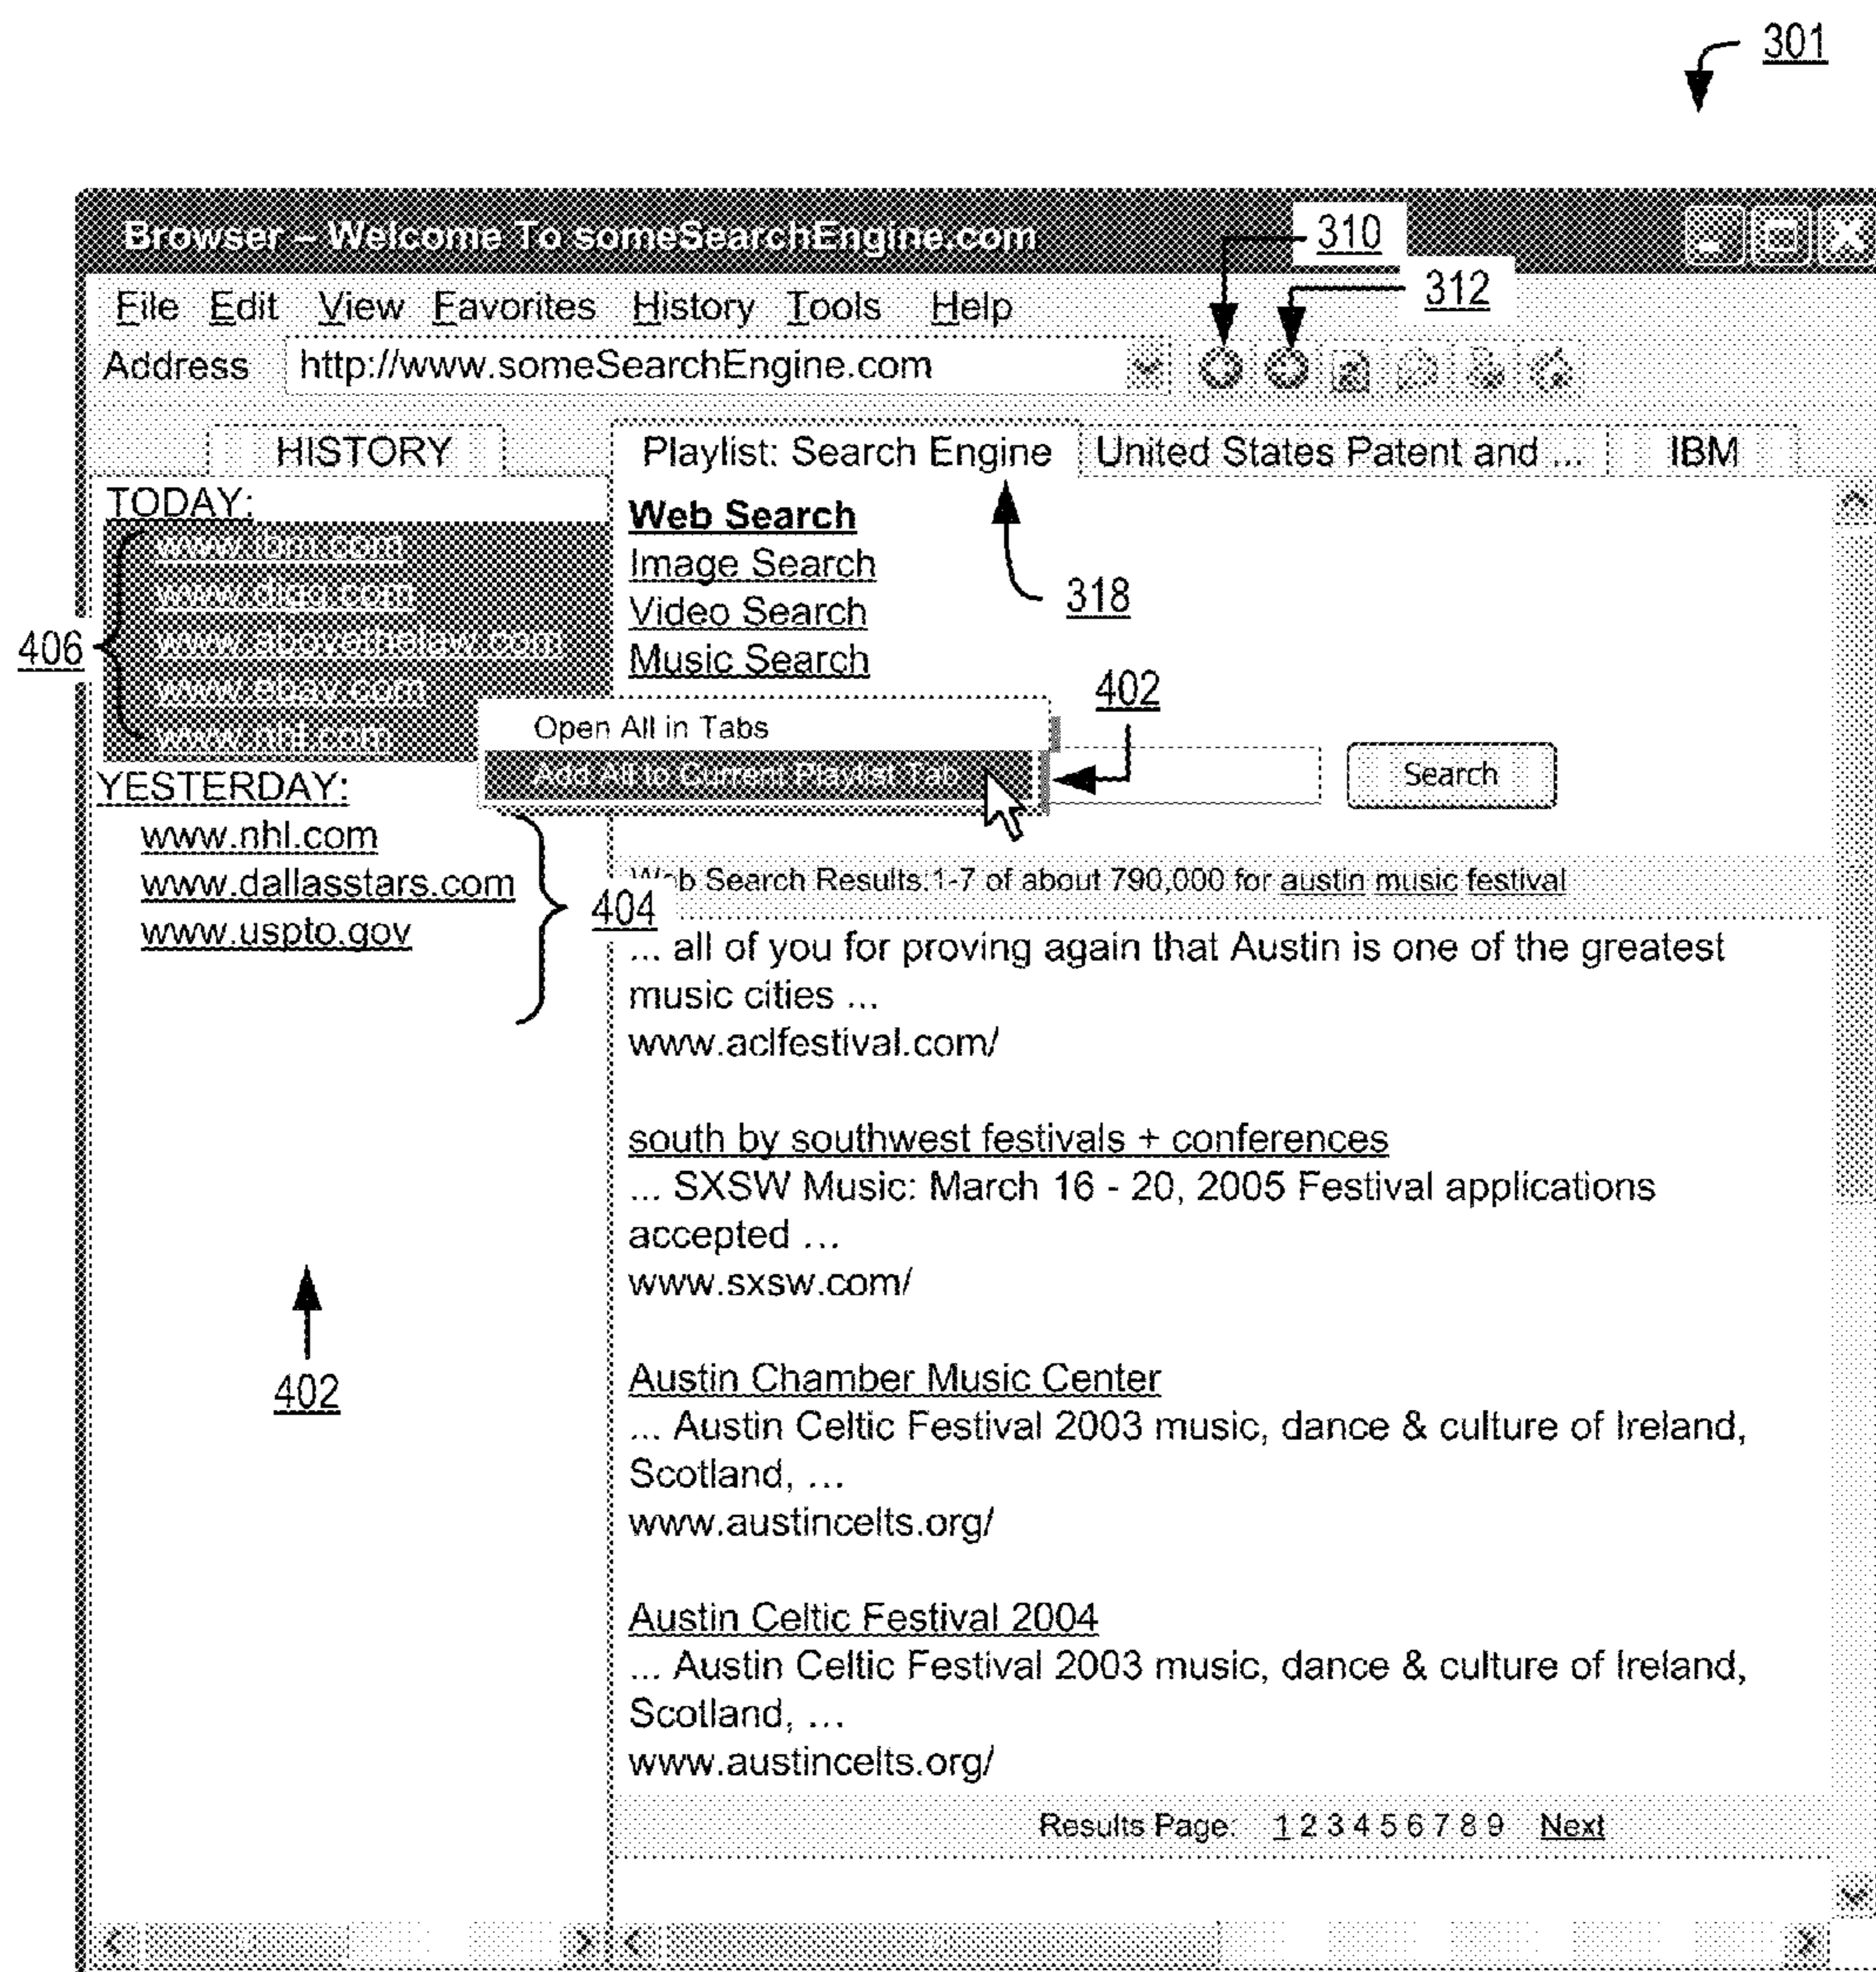 301
Browser – Welcome To someSearchEngine.com
310
312
File Edit View Favorites History Tools Help
Address http://www.someSearchEngine.com
HISTORY
Playlist: Search Engine
United States Patent and ...
IBM
TODAY:
www.ibm.com
www.digg.com
www.abovethelaw.com
www.ebay.com
www.nhl.com
406
YESTERDAY:
www.nhl.com
www.dallasstars.com
www.uspto.gov
404
402
Web Search
Image Search
Video Search
Music Search
318
402
Open All in Tabs
Add All to Current Playlist Tab
Search
Web Search Results:1-7 of about 790,000 for austin music festival
... all of you for proving again that Austin is one of the greatest
music cities ...
www.aclfestival.com/
south by southwest festivals + conferences
... SXSW Music: March 16 - 20, 2005 Festival applications
accepted ...
www.sxsw.com/
Austin Chamber Music Center
... Austin Celtic Festival 2003 music, dance & culture of Ireland,
Scotland, ...
www.austincelts.org/
Austin Celtic Festival 2004
... Austin Celtic Festival 2003 music, dance & culture of Ireland,
Scotland, ...
www.austincelts.org/
Results Page: 1 2 3 4 5 6 7 8 9 Next